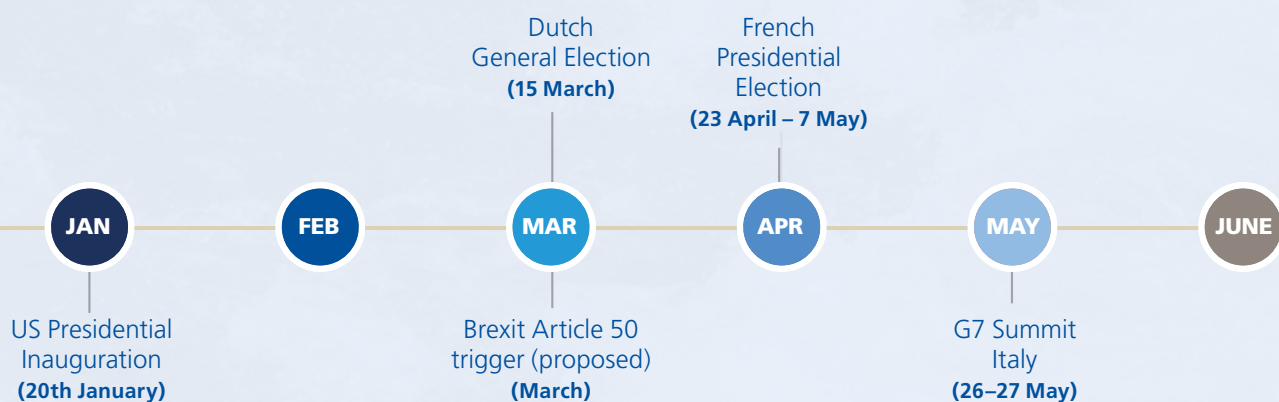 Dutch
General Election
(15 March)
French
Presidential
Election
(23 April – 7 May)
JAN
FEB
MAR
APR
MAY
JUNE
US Presidential
Inauguration
(20th January)
Brexit Article 50
trigger (proposed)
(March)
G7 Summit
Italy
(26–27 May)